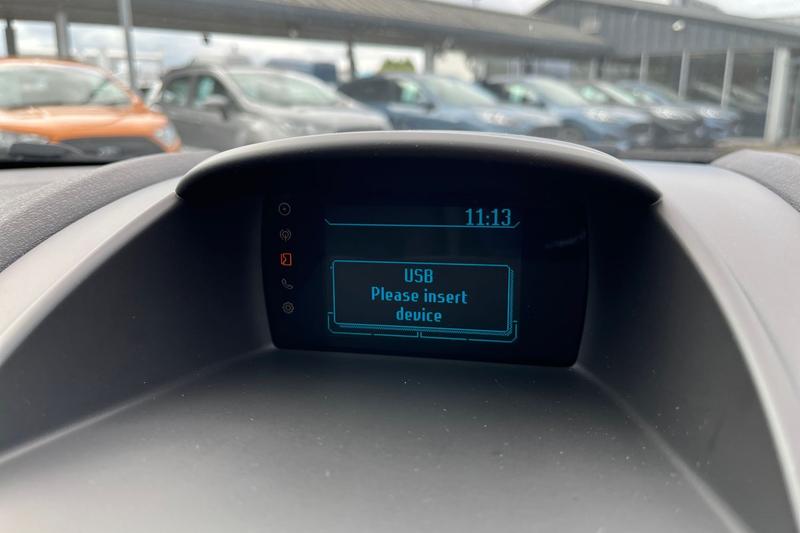 11:13
USB
Please insert
device